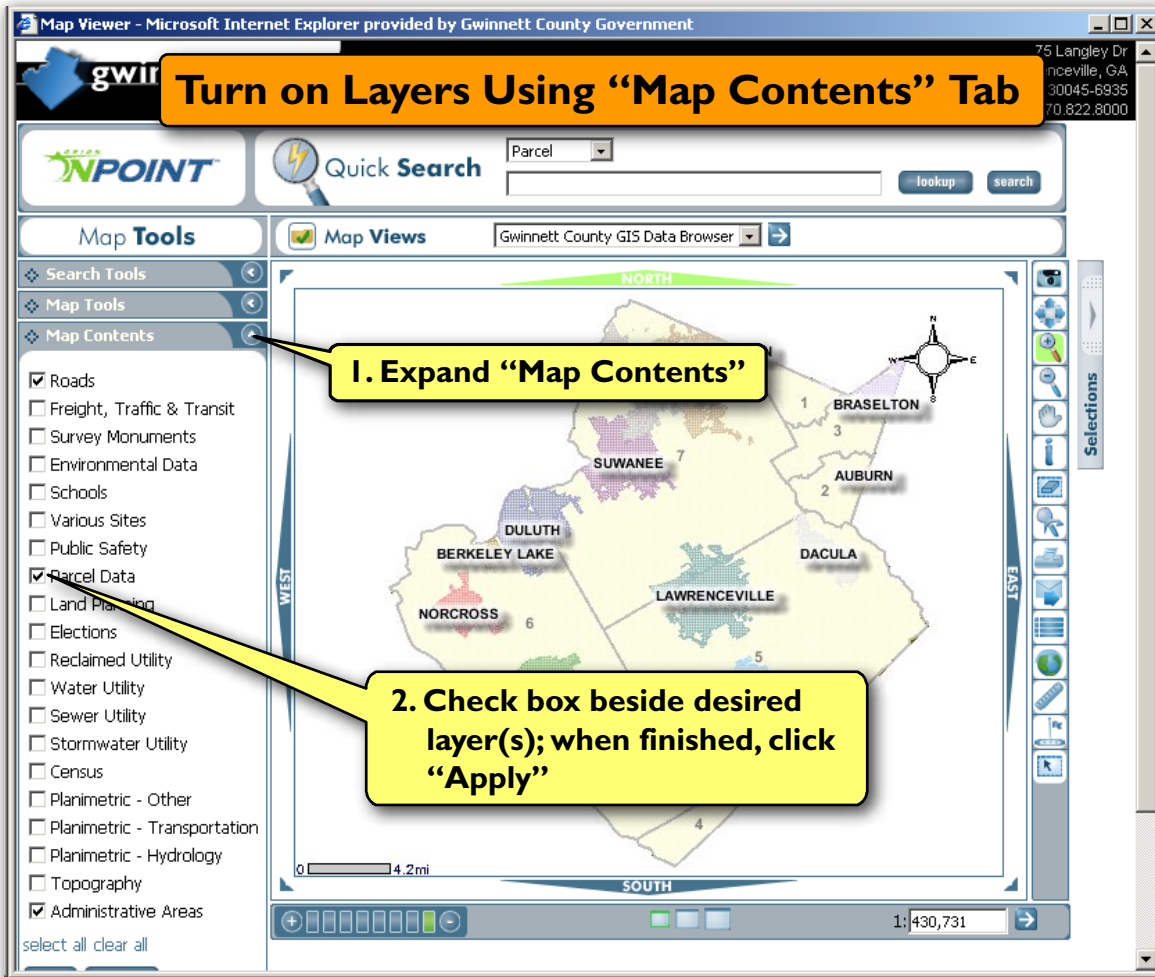 Map Viewer - Microsoft Internet Explorer provided by Gwinnett County Government
gwin
75 Langley Dr
nceville, GA
30045-6935
70.822.8000
Turn on Layers Using “Map Contents” Tab
ORION
NPOINT
Quick Search
Parcel
lookup
search
Map Tools
Map Views
Gwinnett County GIS Data Browser
Search Tools
Map Tools
Map Contents
Roads
Freight, Traffic & Transit
Survey Monuments
Environmental Data
Schools
Various Sites
Public Safety
Parcel Data
Land Planning
Elections
Reclaimed Utility
Water Utility
Sewer Utility
Stormwater Utility
Census
Planimetric - Other
Planimetric - Transportation
Planimetric - Hydrology
Topography
Administrative Areas
select all clear all
1. Expand “Map Contents”
2. Check box beside desired
layer(s); when finished, click
“Apply”
NORTH
N
N
W
E
S
1
BRASELTON
3
SUWANEE
7
AUBURN
2
DULUTH
BERKELEY LAKE
DACULA
WEST
EAST
LAWRENCEVILLE
NORCROSS
6
5
4
0
4.2mi
SOUTH
1:
430,731
Selections